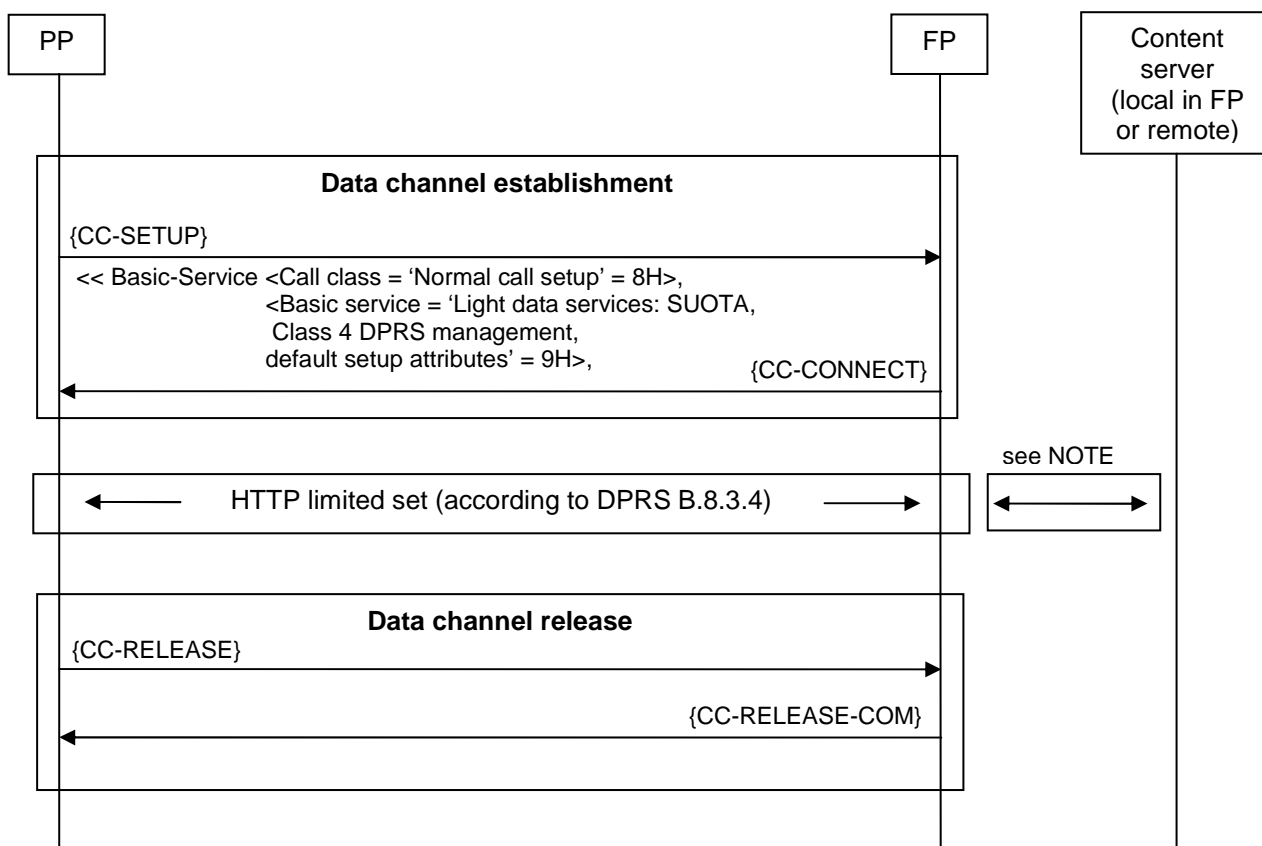 PP
FP
Content
server
(local in FP
or remote)
Data channel establishment
{CC-SETUP}
<< Basic-Service <Call class = ‘Normal call setup’ = 8H>,
<Basic service = ‘Light data services: SUOTA,
Class 4 DPRS management,
default setup attributes’ = 9H>,
{CC-CONNECT}
see NOTE
HTTP limited set (according to DPRS B.8.3.4)
Data channel release
{CC-RELEASE}
{CC-RELEASE-COM}